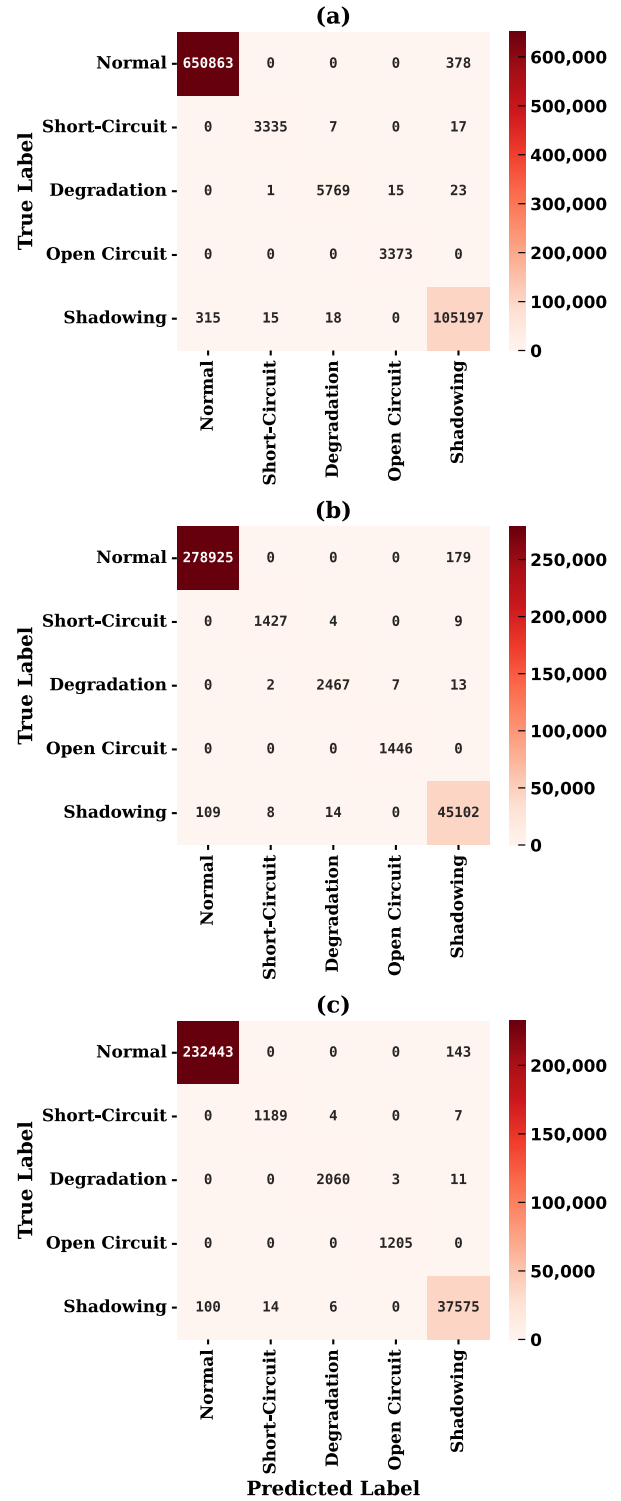 (a)
True Label
Normal 650863 0 0 0 378
Short-Circuit 0 3335 7 0 17
Degradation 0 1 5769 15 23
Open Circuit 0 0 0 3373 0
Shadowing 315 15 18 0 105197
Normal Short-Circuit Degradation Open Circuit Shadowing
600,000
500,000
400,000
300,000
200,000
100,000
0
(b)
True Label
Normal 278925 0 0 0 179
Short-Circuit 0 1427 4 0 9
Degradation 0 2 2467 7 13
Open Circuit 0 0 0 1446 0
Shadowing 109 8 14 0 45102
Normal Short-Circuit Degradation Open Circuit Shadowing
250,000
200,000
150,000
100,000
50,000
0
(c)
True Label
Normal 232443 0 0 0 143
Short-Circuit 0 1189 4 0 7
Degradation 0 0 2060 3 11
Open Circuit 0 0 0 1205 0
Shadowing 100 14 6 0 37575
Normal Short-Circuit Degradation Open Circuit Shadowing
200,000
150,000
100,000
50,000
0
Predicted Label